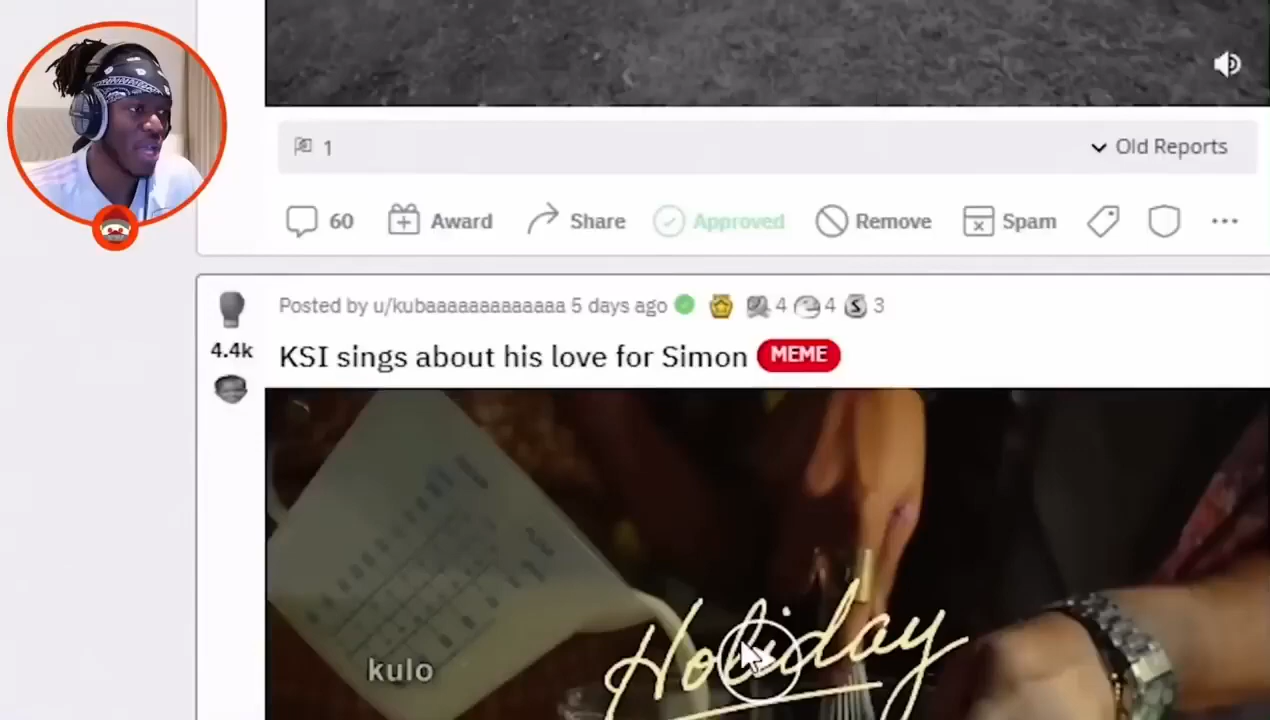 1 Old Reports
60 Award Share Approved Remove Spam
Posted by u/kubaaaaaaaaaaaaa 5 days ago 4 4 S 3
4.4k
KSI sings about his love for Simon MEME
Holiday
kulo